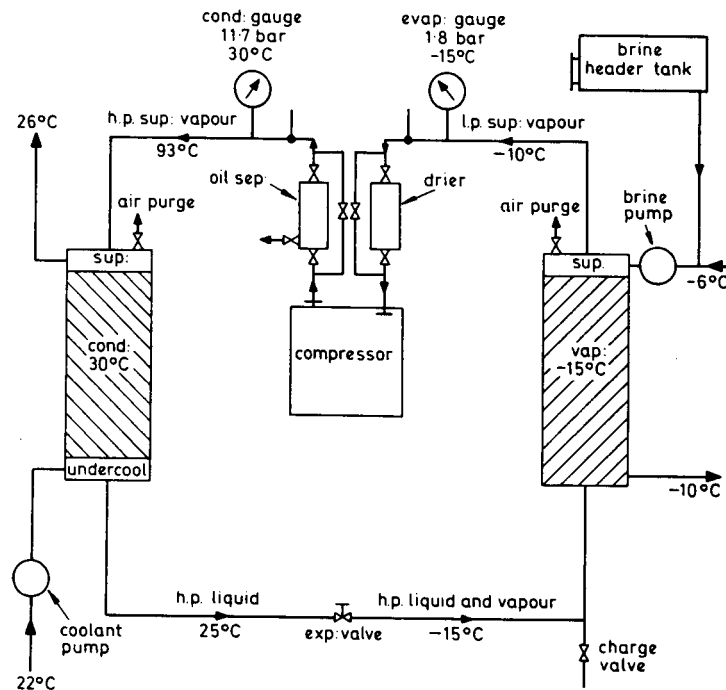 cond: gauge
11·7 bar
30°C
evap: gauge
1·8 bar
-15°C
brine
header tank
26°C
h.p. sup: vapour
93°C
l.p. sup: vapour
-10°C
oil sep:
drier
air purge
air purge
brine
pump
sup:
sup.
-6°C
cond:
30°C
compressor
vap:
-15°C
undercool
-10°C
h.p. liquid
25°C
exp: valve
h.p. liquid and vapour
-15°C
coolant
pump
22°C
charge
valve